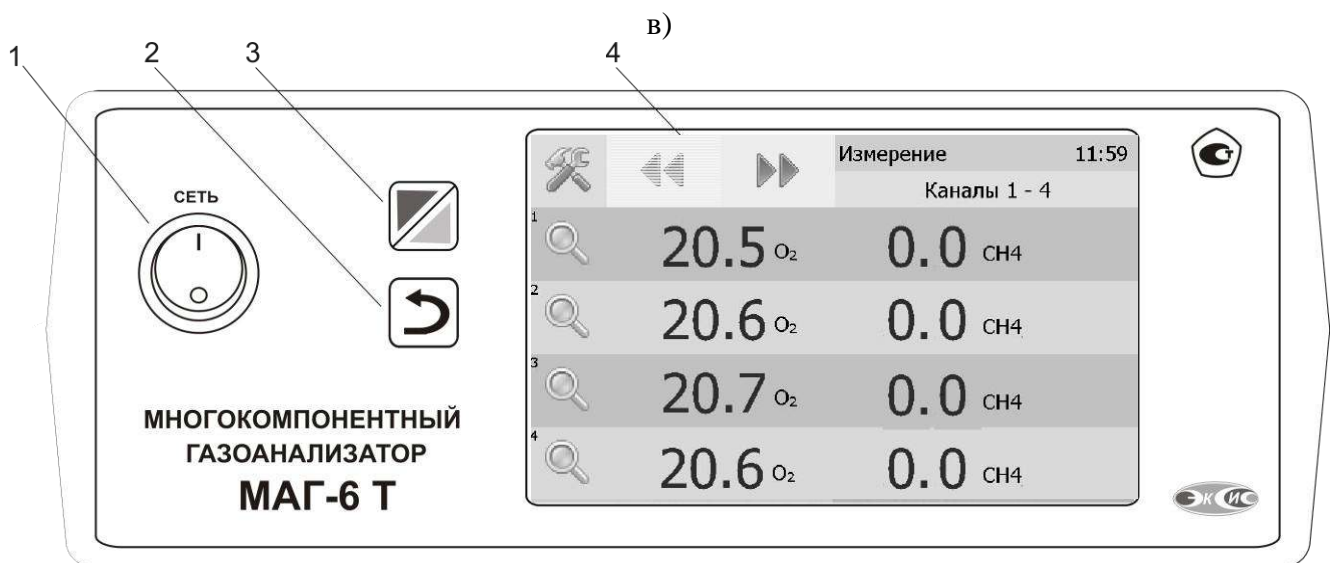 в)
1 2 3 4
СЕТЬ
МНОГОКОМПОНЕНТНЫЙ
ГАЗОАНАЛИЗАТОР
МАГ-6 Т
Измерение 11:59
Каналы 1 - 4
1 20.5 O₂ 0.0 CH4
2 20.6 O₂ 0.0 CH4
3 20.7 O₂ 0.0 CH4
4 20.6 O₂ 0.0 CH4
Эксис